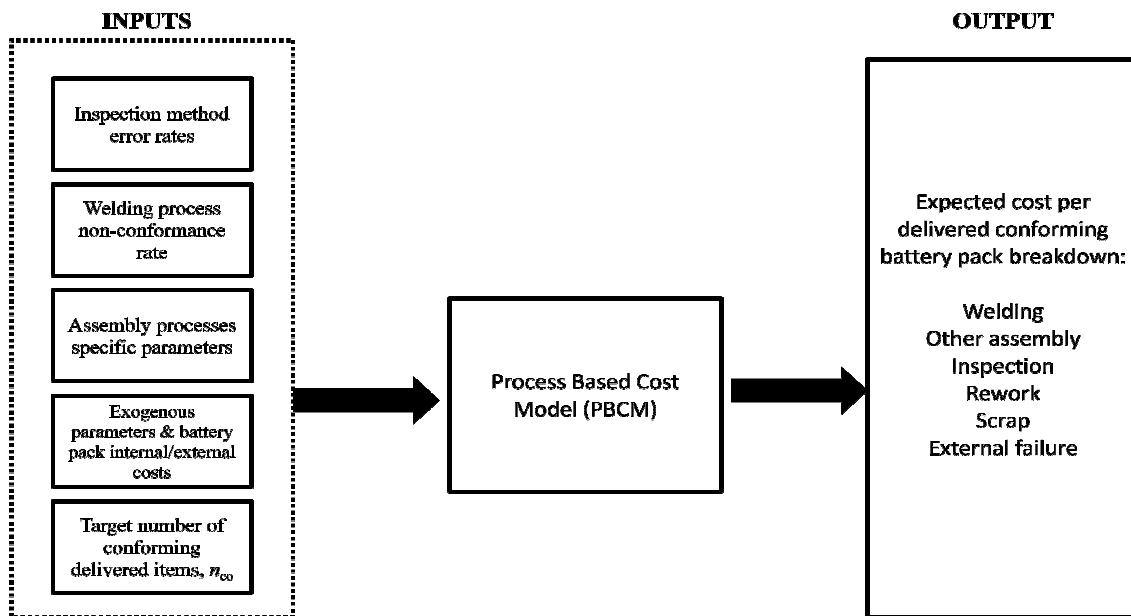 INPUTS
Inspection method
error rates
Welding process
non-conformance
rate
Assembly processes
specific parameters
Exogenous
parameters & battery
pack internal/external
costs
Target number of
conforming
delivered items, nco
Process Based Cost
Model (PBCM)
OUTPUT
Expected cost per
delivered conforming
battery pack breakdown:
Welding
Other assembly
Inspection
Rework
Scrap
External failure